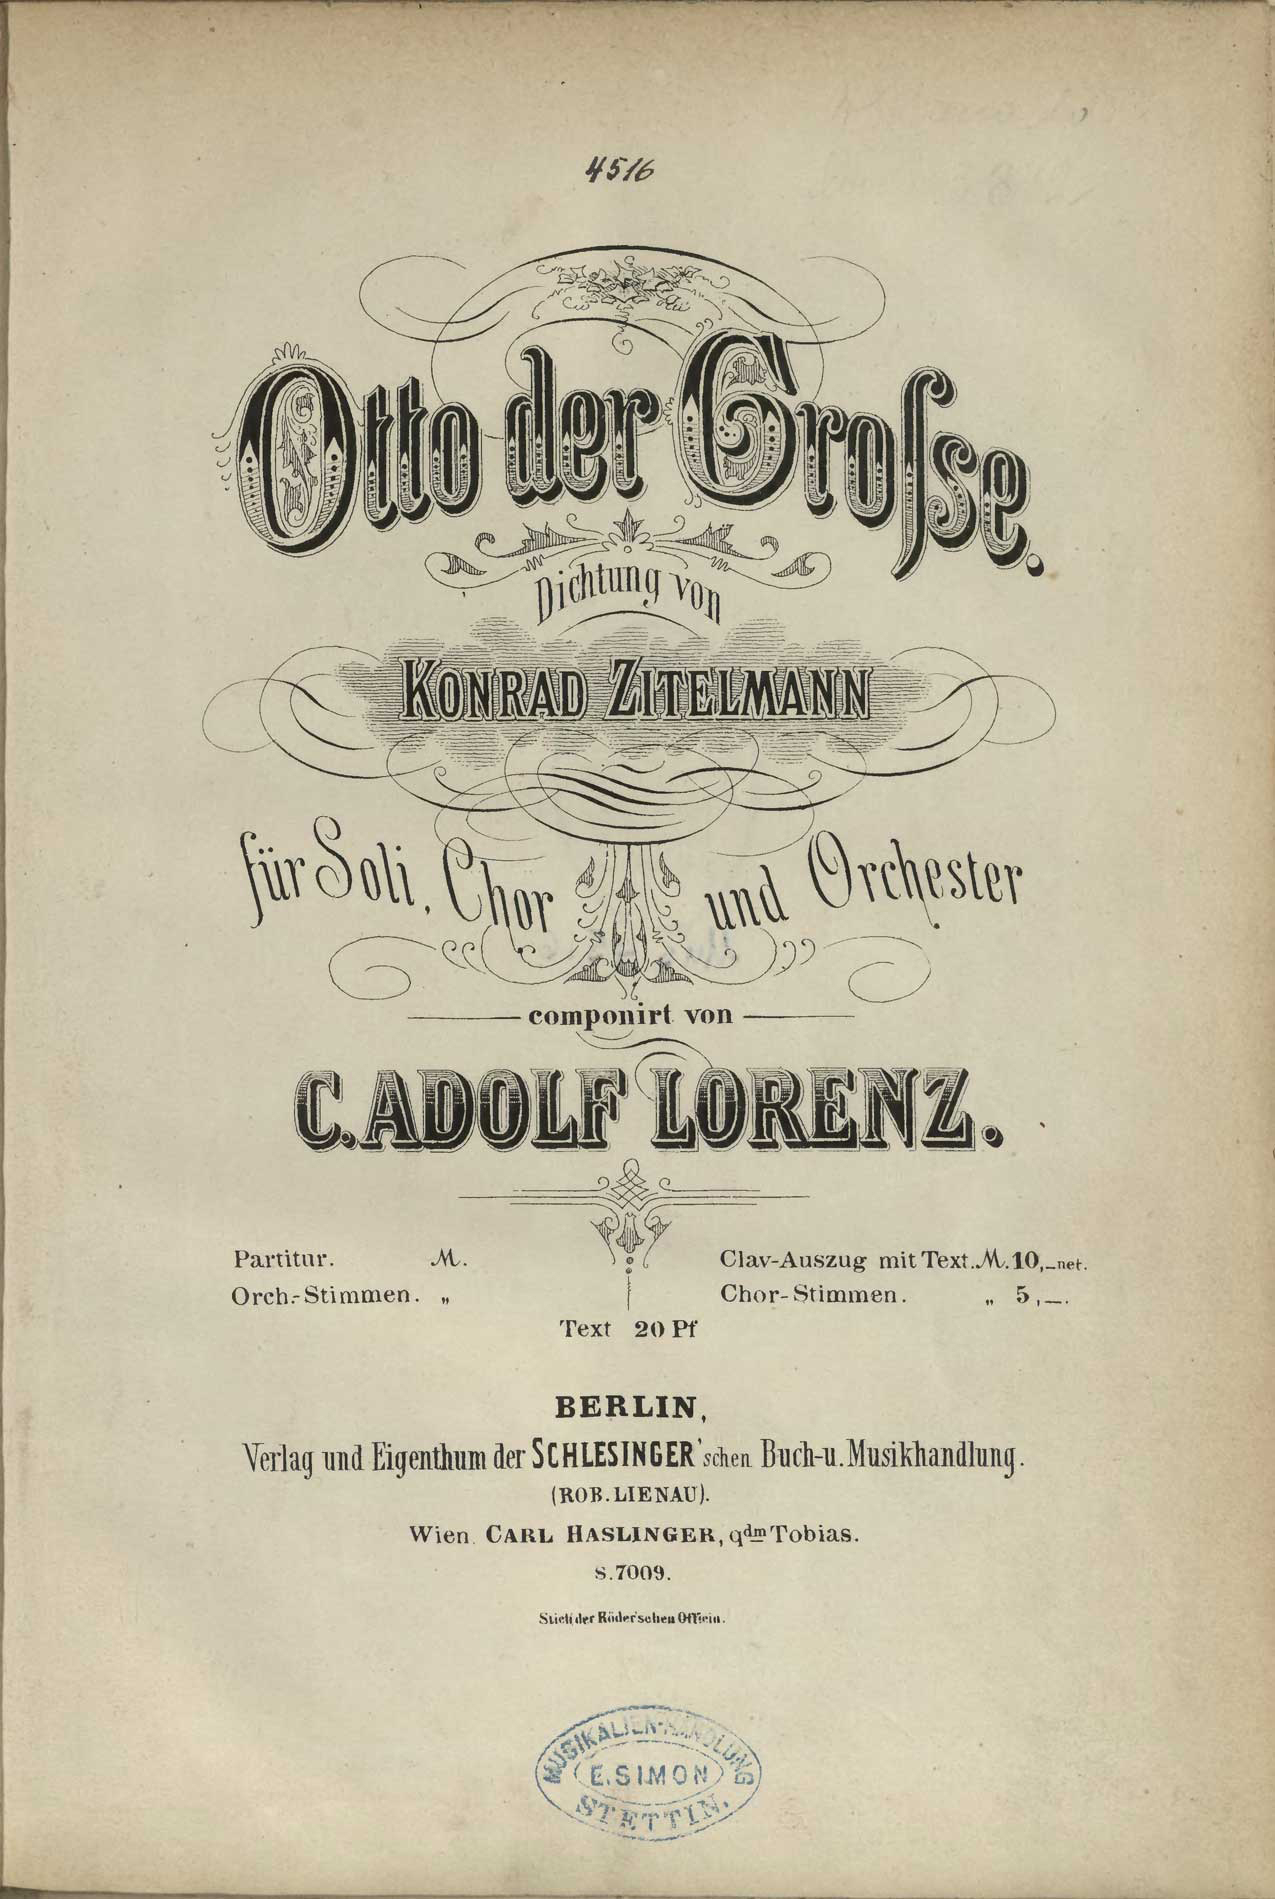 4516
Otto der Groſse.
Dichtung von
KONRAD ZITELMANN
für Soli, Chor und Orchester
componirt von
C. ADOLF LORENZ.
Partitur. M.
Orch.-Stimmen. „
Clav-Auszug mit Text. M. 10,_net.
Chor-Stimmen. „ 5,_.
Text 20 Pf
BERLIN,
Verlag und Eigenthum der SCHLESINGER'schen Buch-u. Musikhandlung.
(ROB. LIENAU).
Wien. CARL HASLINGER, qdm Tobias.
S. 7009.
Stich der Röder'schen Officin.
MUSIKALIEN-HANDLUNG
E. SIMON
STETTIN.